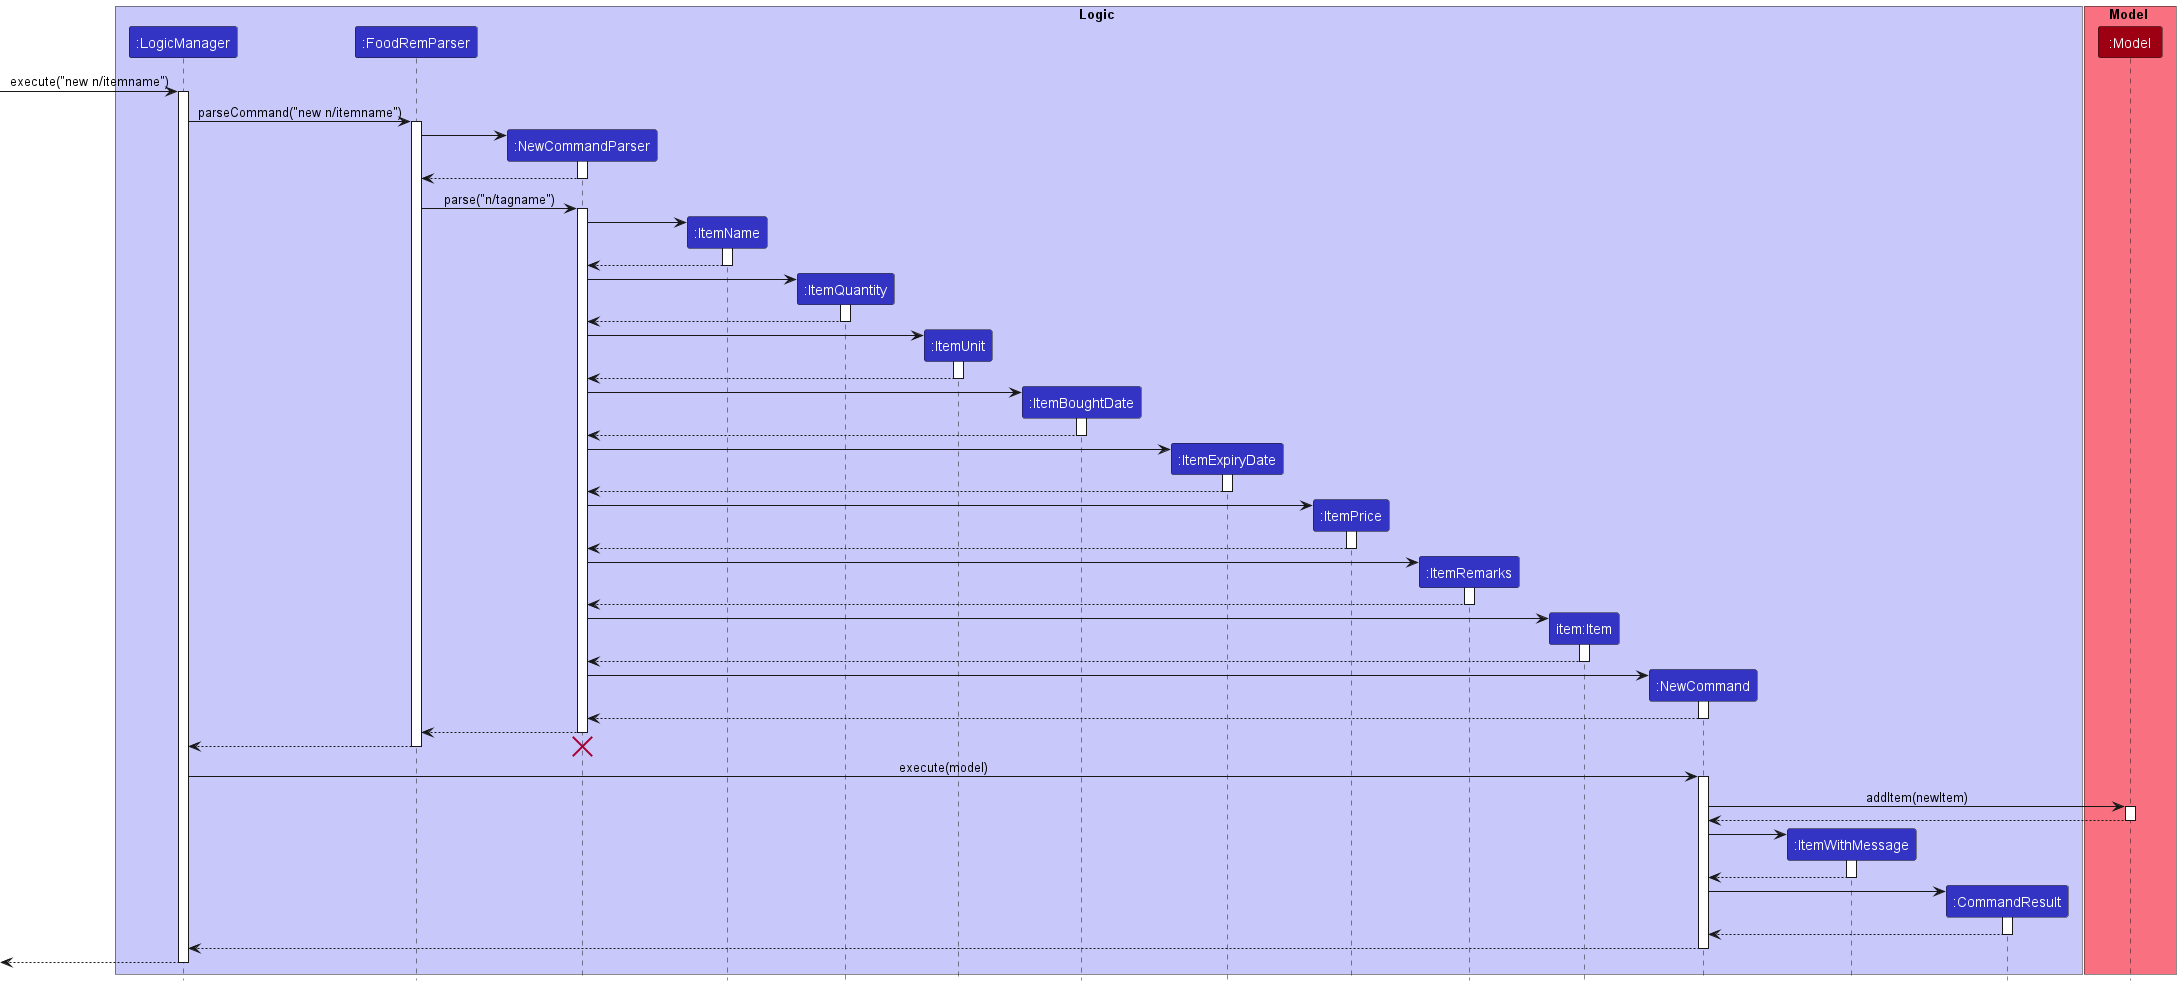 Logic
Model
:LogicManager
:FoodRemParser
:Model
execute("new n/itemname")
parseCommand("new n/itemname")
:NewCommandParser
parse("n/tagname")
:ItemName
:ItemQuantity
:ItemUnit
:ItemBoughtDate
:ItemExpiryDate
:ItemPrice
:ItemRemarks
item:Item
:NewCommand
execute(model)
addItem(newItem)
:ItemWithMessage
:CommandResult